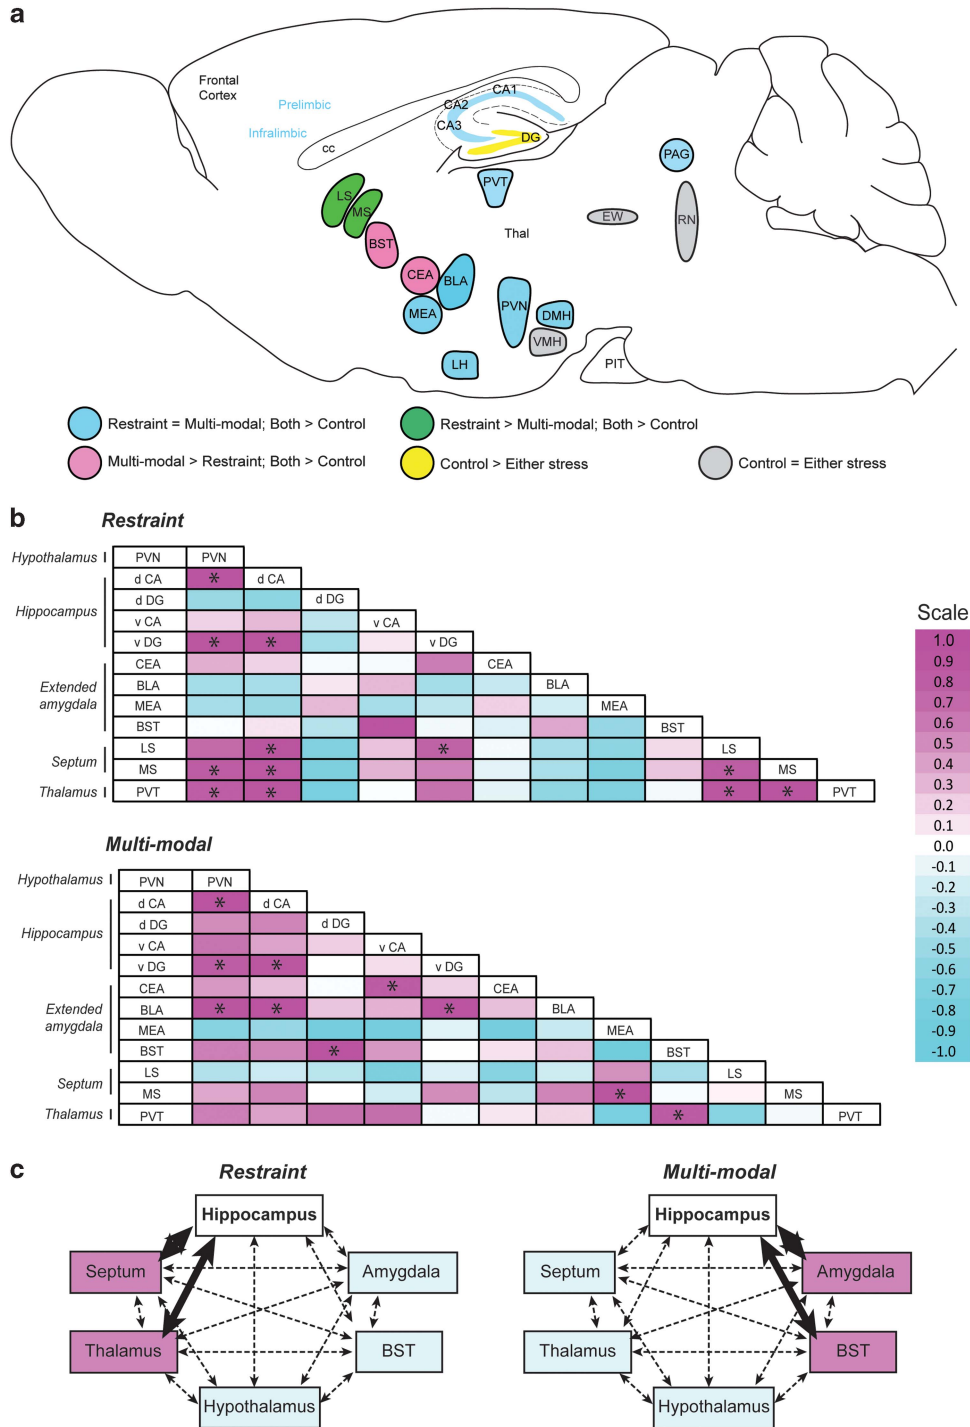 a
Frontal
Cortex
Prelimbic
Infralimbic
cc
CA1
CA2
CA3
DG
PAG
PVT
LS
MS
EW
RN
BST
Thal
CEA
BLA
MEA
PVN
DMH
VMH
LH
PIT
Restraint = Multi-modal; Both > Control
Restraint > Multi-modal; Both > Control
Multi-modal > Restraint; Both > Control
Control > Either stress
Control = Either stress
b
Restraint
Hypothalamus PVN PVN
Hippocampus
d CA * d CA
d DG d DG
v CA v CA
v DG * * v DG
Extended
amygdala
CEA CEA
BLA BLA
MEA MEA
BST BST
Septum
LS * * LS
MS * * * MS
Thalamus PVT * * * * PVT
Scale
1.0
0.9
0.8
0.7
0.6
0.5
0.4
0.3
0.2
0.1
0.0
-0.1
-0.2
-0.3
-0.4
-0.5
-0.6
-0.7
-0.8
-0.9
-1.0
Multi-modal
Hypothalamus PVN PVN
Hippocampus
d CA * d CA
d DG d DG
v CA v CA
v DG * * v DG
Extended
amygdala
CEA * CEA
BLA * * * BLA
MEA MEA
BST * BST
Septum
LS LS
MS * MS
Thalamus PVT * PVT
c
Restraint
Hippocampus
Septum
Amygdala
Thalamus
BST
Hypothalamus
Multi-modal
Hippocampus
Septum
Amygdala
Thalamus
BST
Hypothalamus